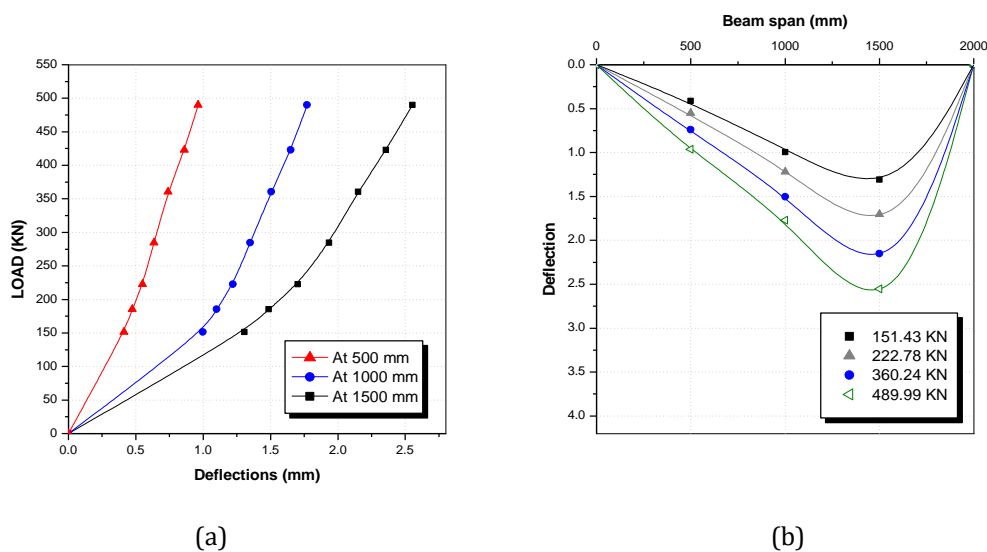 550
500
450
400
350
300
250
200
150
100
50
0
LOAD (KN)
0.0 0.5 1.0 1.5 2.0 2.5
Deflections (mm)
At 500 mm
At 1000 mm
At 1500 mm
(a)
Beam span (mm)
0 500 1000 1500 2000
0.0
0.5
1.0
1.5
2.0
2.5
3.0
3.5
4.0
Deflection
151.43 KN
222.78 KN
360.24 KN
489.99 KN
(b)